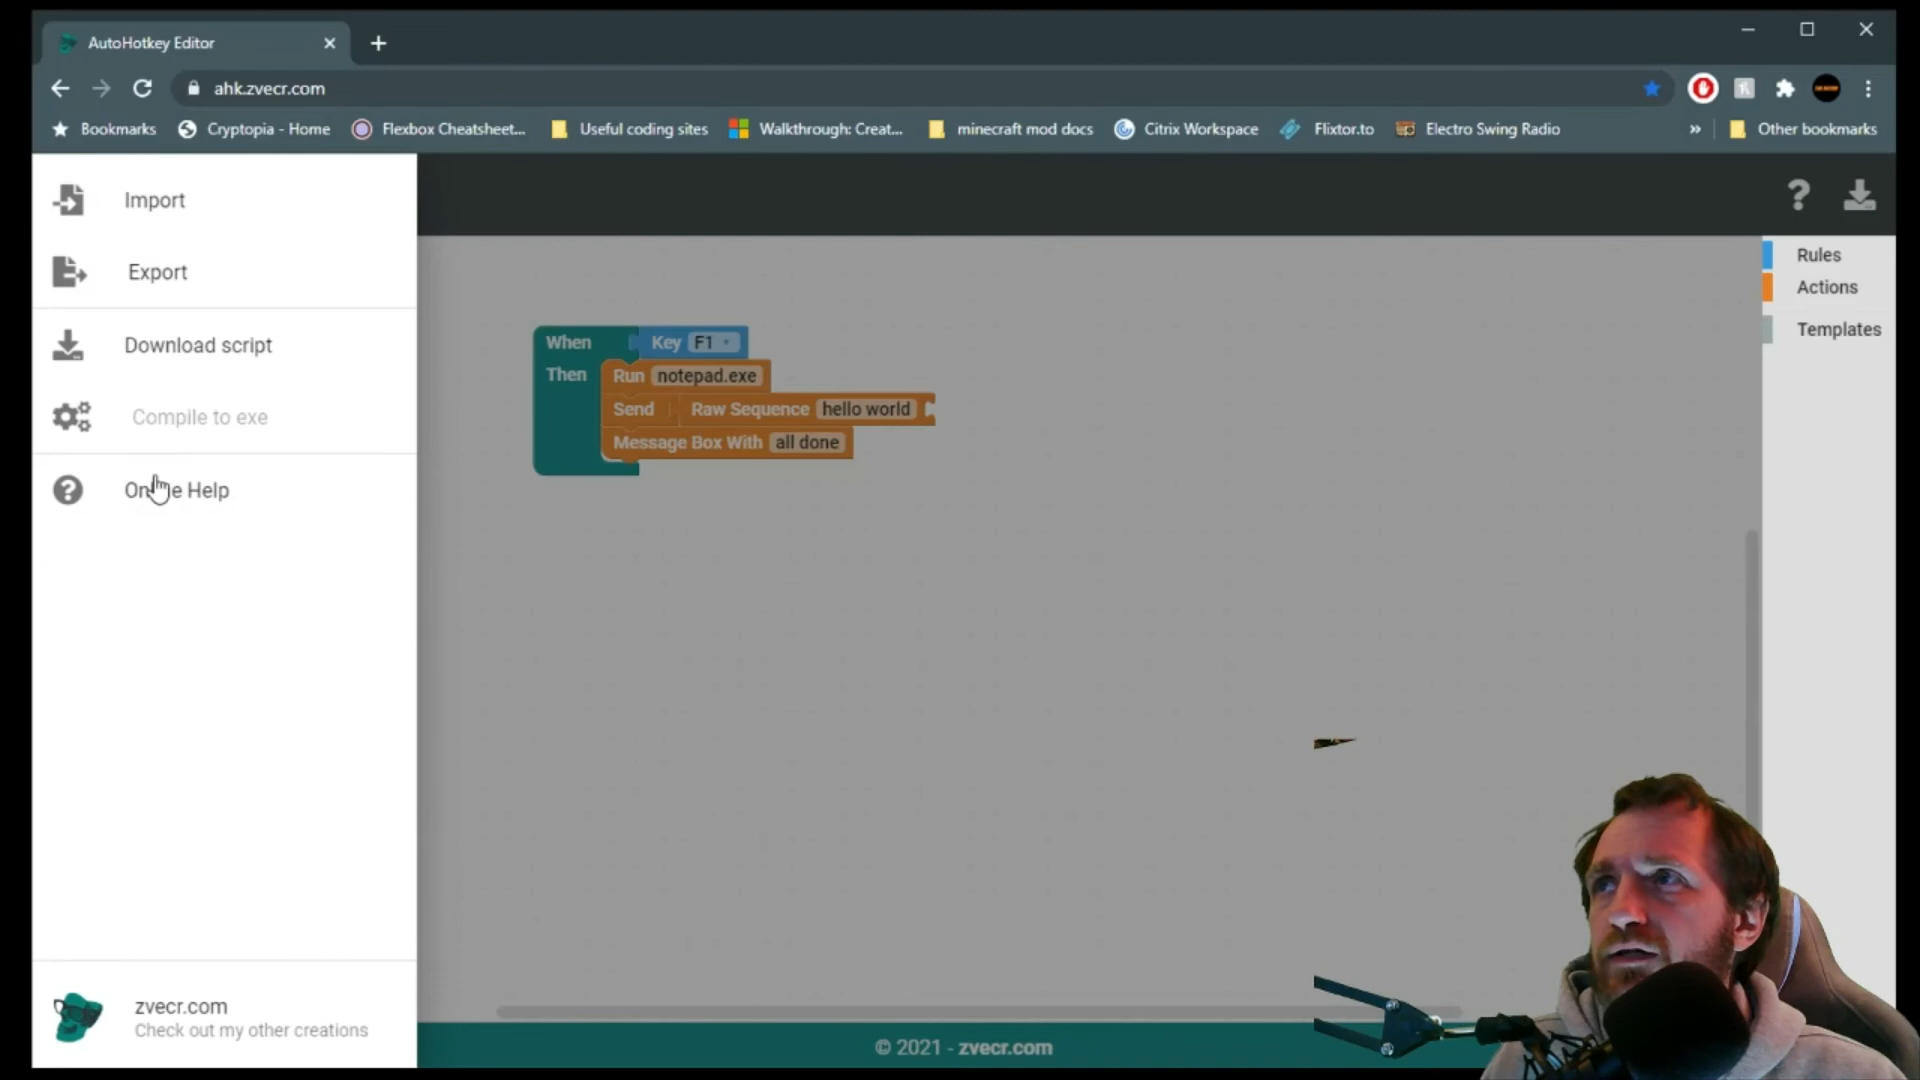 AutoHotkey Editor
ahk.zvecr.com
Bookmarks Cryptopia - Home Flexbox Cheatsheet... Useful coding sites Walkthrough: Creat... minecraft mod docs Citrix Workspace Flixtor.to Electro Swing Radio » Other bookmarks
Import
Export
Download script
Compile to exe
Help
zvecr.com
Check out my other creations
When Key F1
Then Run notepad.exe
Send Raw Sequence hello world
Message Box With all done
Rules
Actions
Templates
© 2021 - zvecr.com